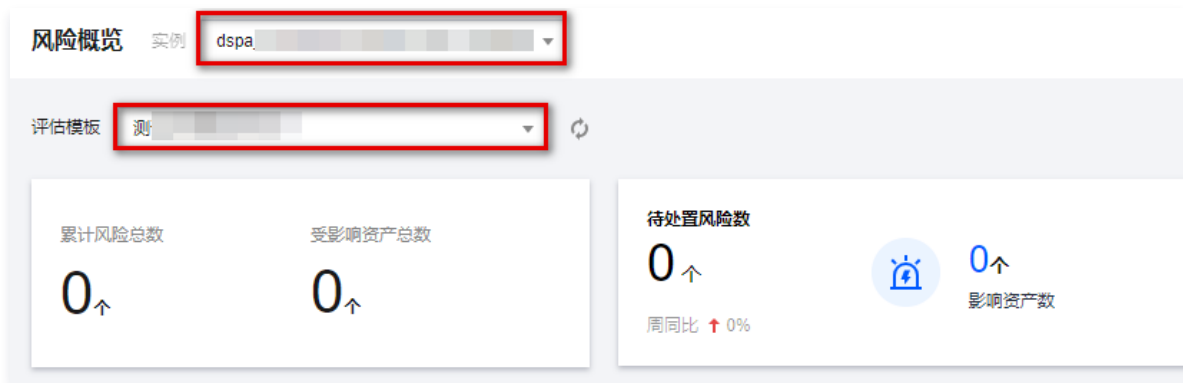 风险概览 实例 dspa_
评估模板 测
累计风险总数 受影响资产总数
0个 0个
待处置风险数
0个
周同比 0%
0个
影响资产数